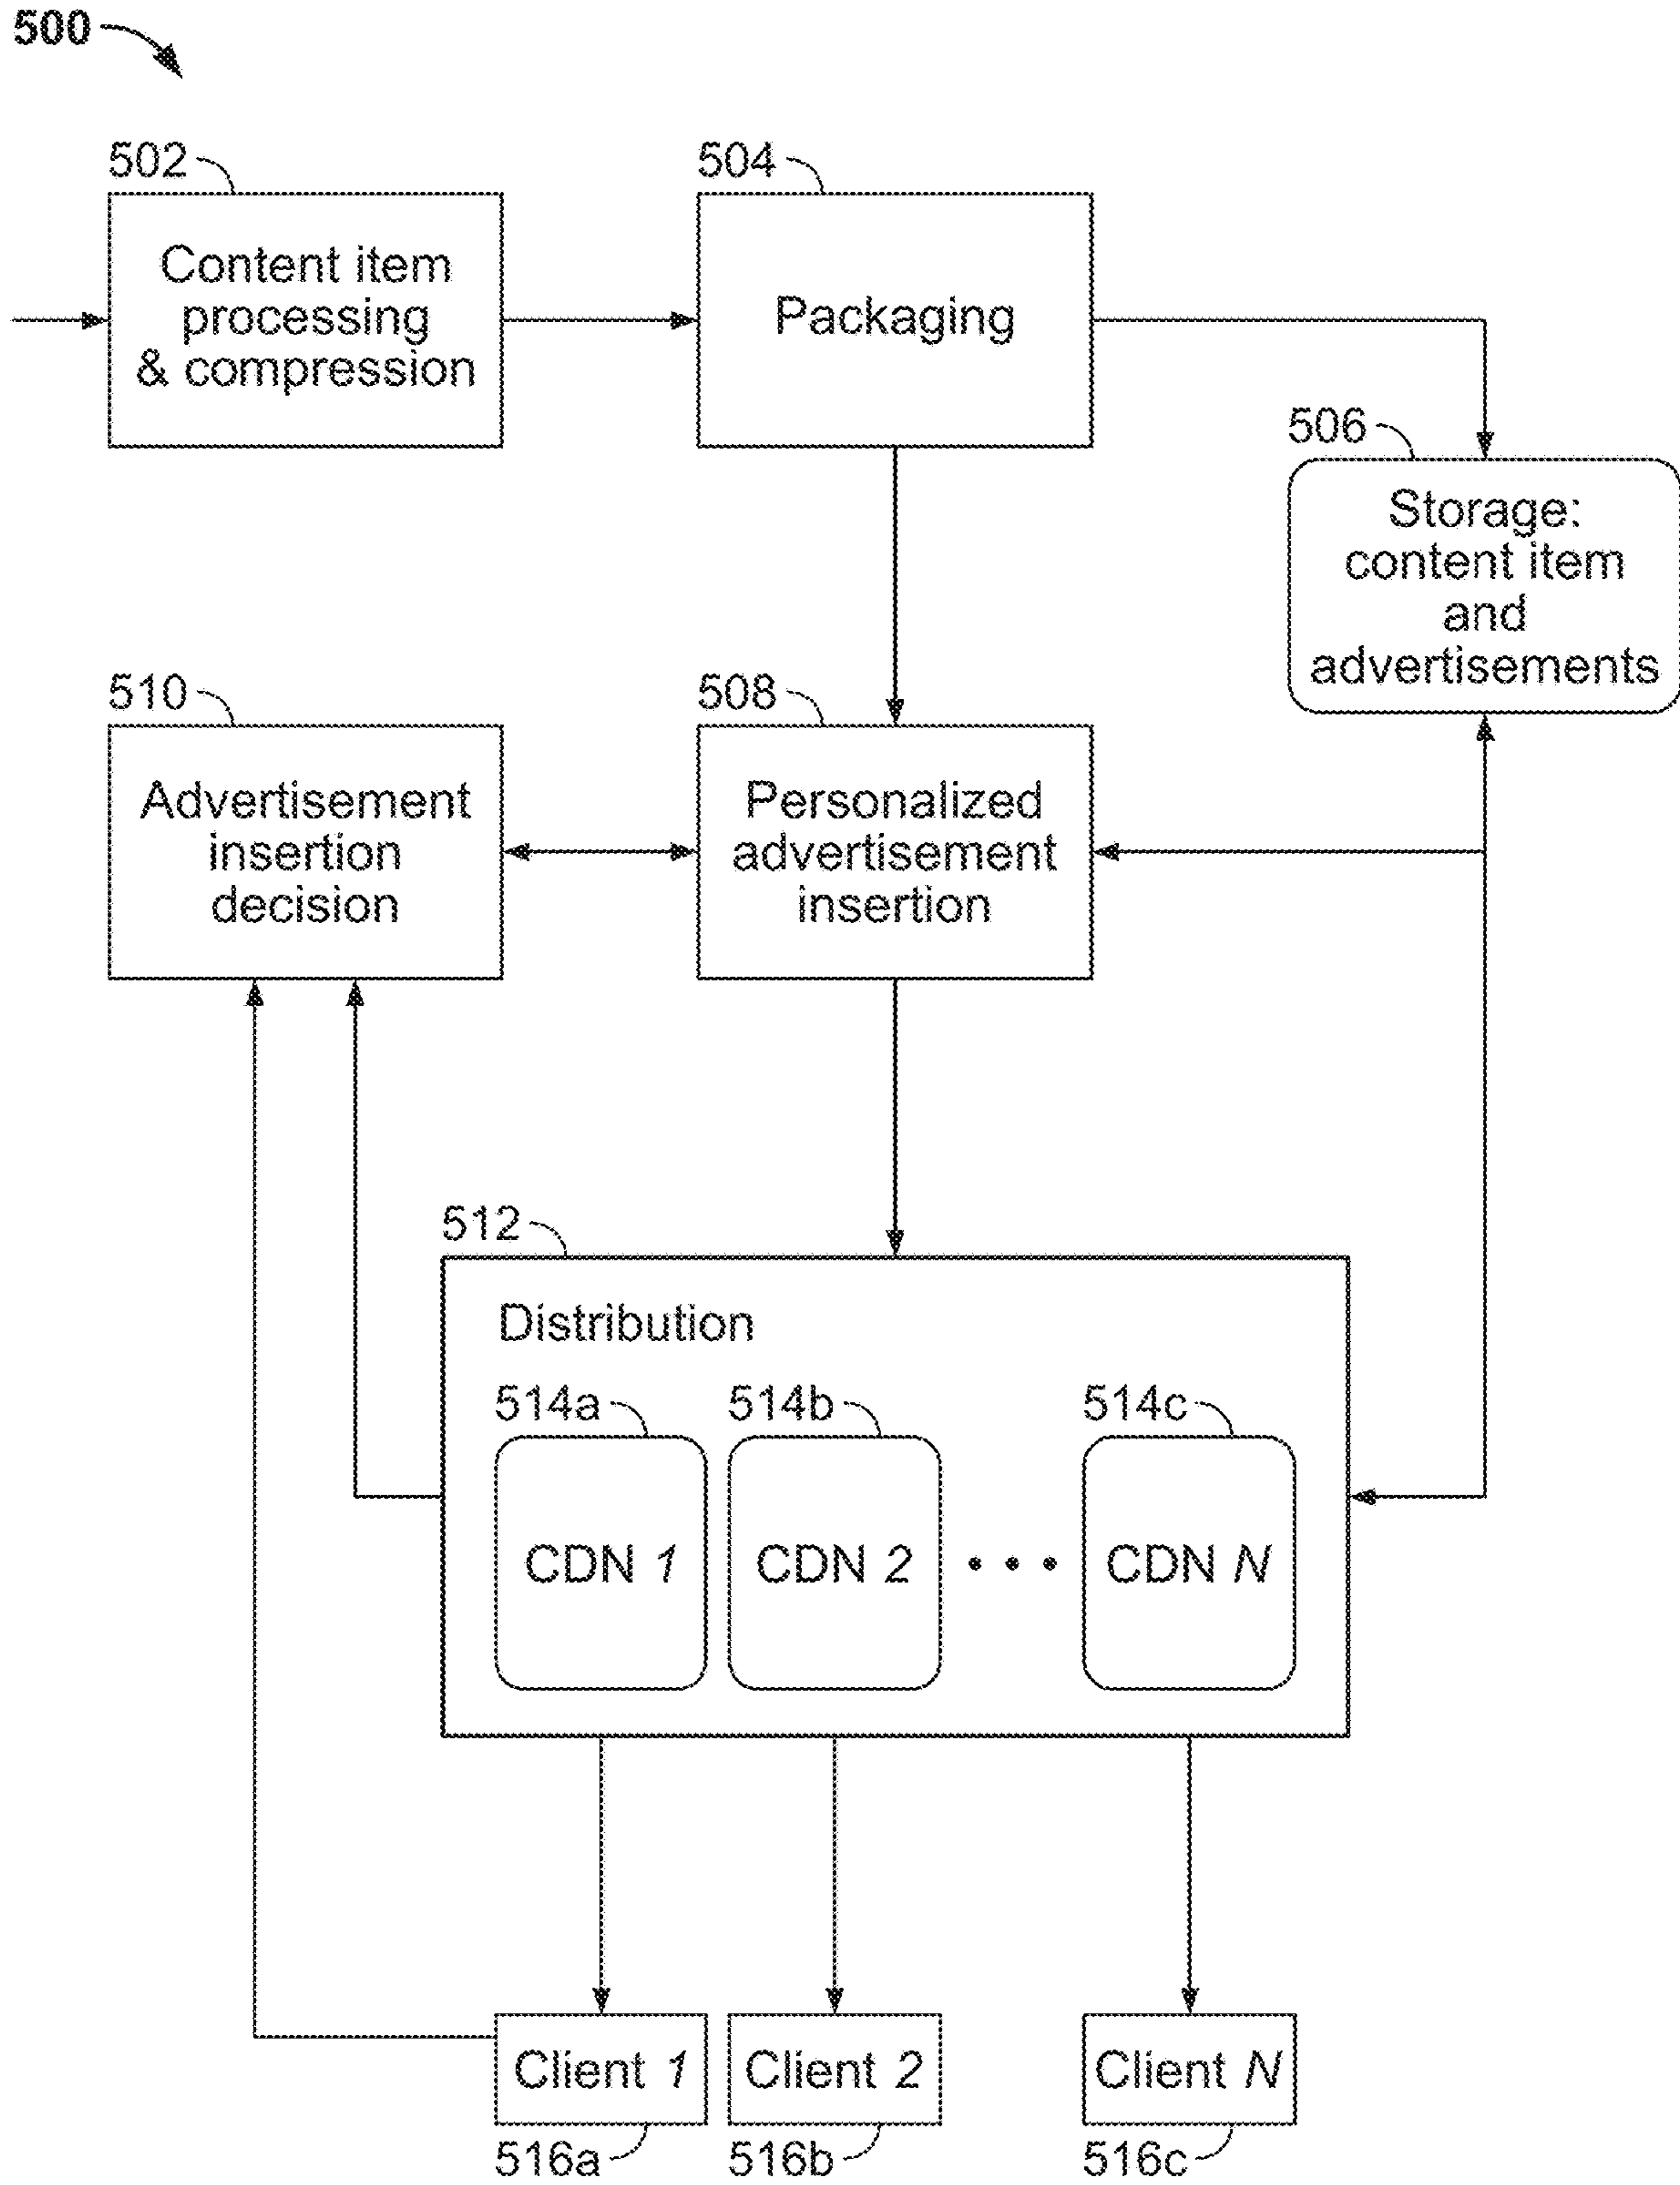 500
502
504
Content item
processing
& compression
Packaging
506
Storage:
content item
and
advertisements
510
508
Advertisement
insertion
decision
Personalized
advertisement
insertion
512
Distribution
514a
514b
514c
CDN 1
CDN 2
• • •
CDN N
Client 1
Client 2
Client N
516a
516b
516c